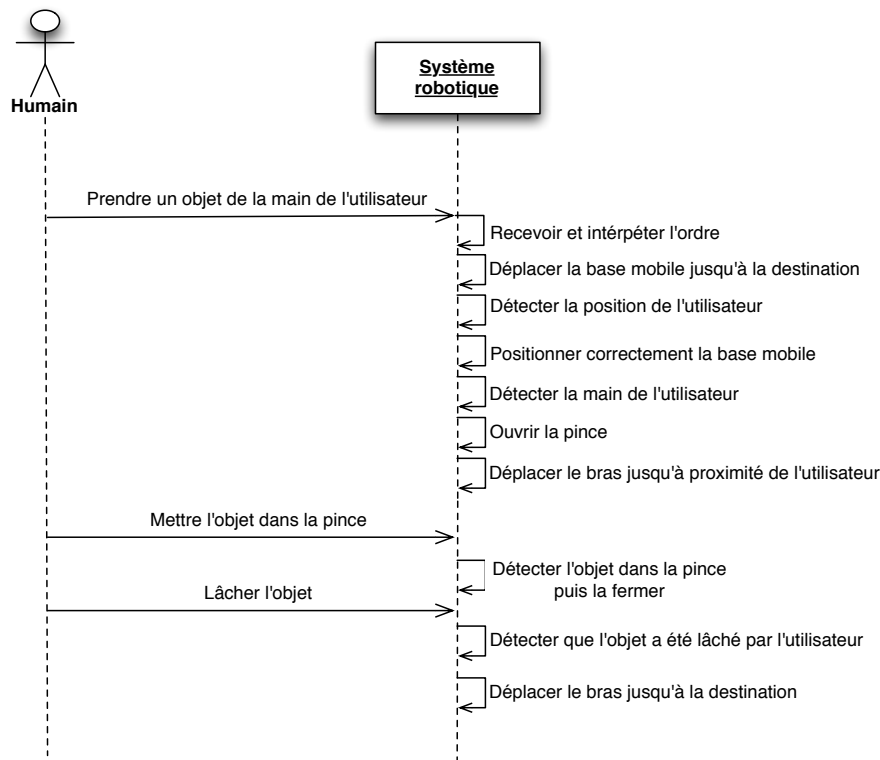 Humain
Système
robotique
Prendre un objet de la main de l'utilisateur
Recevoir et intérpéter l'ordre
Déplacer la base mobile jusqu'à la destination
Détecter la position de l'utilisateur
Positionner correctement la base mobile
Détecter la main de l'utilisateur
Ouvrir la pince
Déplacer le bras jusqu'à proximité de l'utilisateur
Mettre l'objet dans la pince
Détecter l'objet dans la pince
puis la fermer
Lâcher l'objet
Détecter que l'objet a été lâché par l'utilisateur
Déplacer le bras jusqu'à la destination